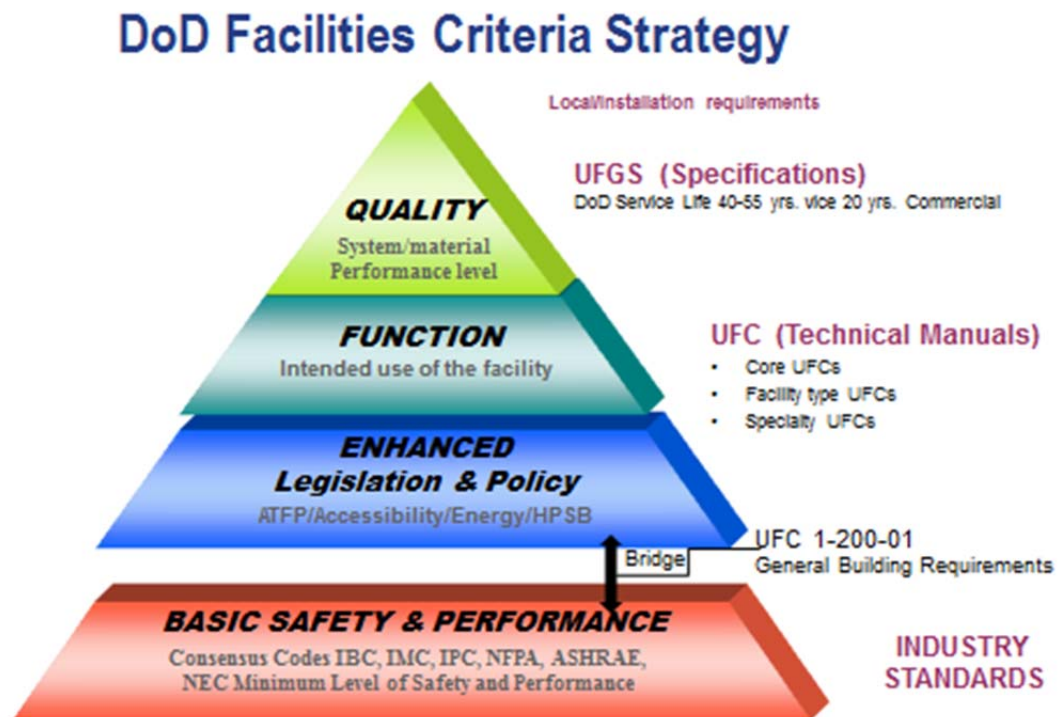 DoD Facilities Criteria Strategy
Local/installation requirements
UFGS (Specifications)
DoD Service Life 40-55 yrs. vice 20 yrs. Commercial
QUALITY
System/material
Performance level
FUNCTION
Intended use of the facility
UFC (Technical Manuals)
• Core UFCs
• Facility type UFCs
• Specialty UFCs
ENHANCED
Legislation & Policy
ATFP/Accessibility/Energy/HPSB
Bridge
UFC 1-200-01
General Building Requirements
BASIC SAFETY & PERFORMANCE
Consensus Codes IBC, IMC, IPC, NFPA, ASHRAE,
NEC Minimum Level of Safety and Performance
INDUSTRY
STANDARDS